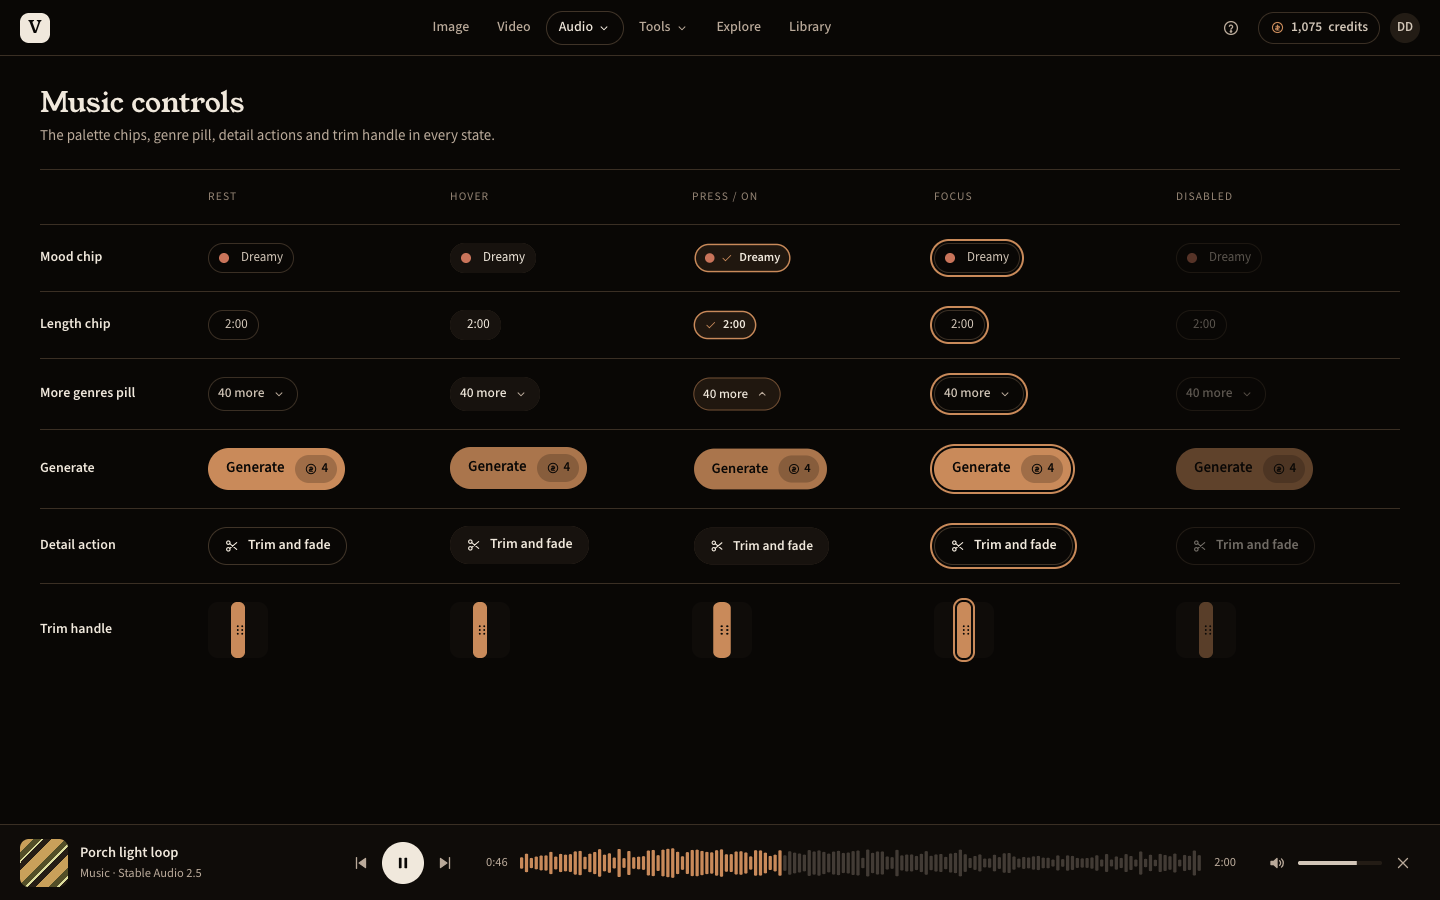 V
Image Video Audio Tools Explore Library
1,075 credits
DD
Music controls
The palette chips, genre pill, detail actions and trim handle in every state.
REST HOVER PRESS / ON FOCUS DISABLED
Mood chip Dreamy Dreamy Dreamy Dreamy Dreamy
Length chip 2:00 2:00 2:00 2:00 2:00
More genres pill 40 more 40 more 40 more 40 more 40 more
Generate Generate 4 Generate 4 Generate 4 Generate 4 Generate 4
Detail action Trim and fade Trim and fade Trim and fade Trim and fade Trim and fade
Trim handle
Porch light loop
Music · Stable Audio 2.5
0:46
2:00